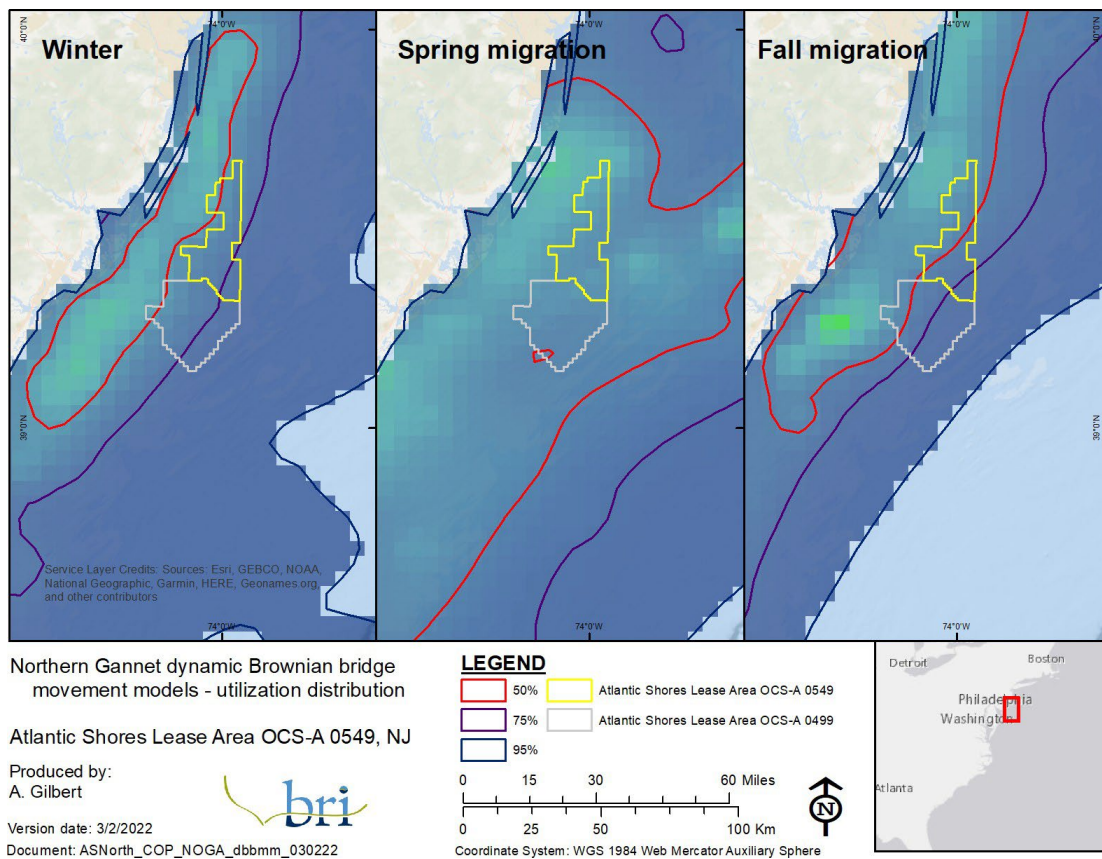 Winter
Spring migration
Fall migration
74°0'W
74°0'W
74°0'W
40°0'N
40°0'N
39°0'N
39°0'N
Service Layer Credits: Sources: Esri, GEBCO, NOAA,
National Geographic, Garmin, HERE, Geonames.org,
and other contributors
74°0'W
74°0'W
74°0'W
Northern Gannet dynamic Brownian bridge
movement models - utilization distribution
Atlantic Shores Lease Area OCS-A 0549, NJ
Produced by:
A. Gilbert
bri
Version date: 3/2/2022
Document: ASNorth_COP_NOGA_dbbmm_030222
LEGEND
50%
Atlantic Shores Lease Area OCS-A 0549
75%
Atlantic Shores Lease Area OCS-A 0499
95%
0 15 30 60 Miles
0 25 50 100 Km
N
Coordinate System: WGS 1984 Web Mercator Auxiliary Sphere
Detroit
Boston
Philadelphia
Washington
Atlanta